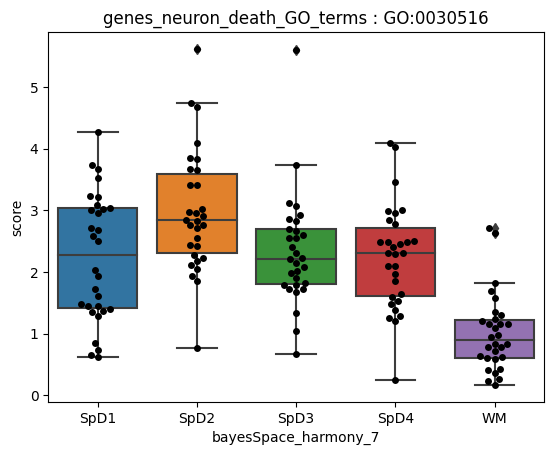 genes_neuron_death_GO_terms : GO:0030516
score
5
4
3
2
1
0
SpD1 SpD2 SpD3 SpD4 WM
bayesSpace_harmony_7